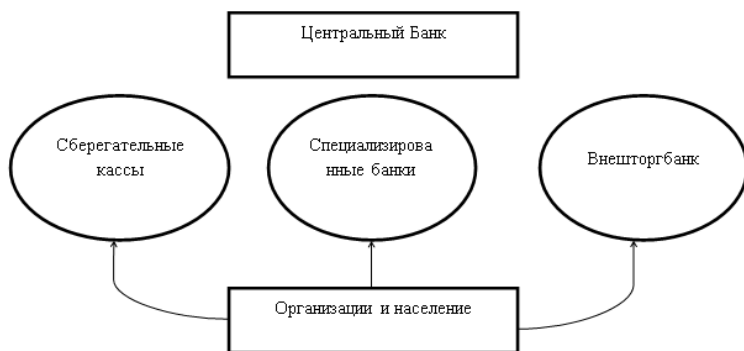 Центральный Банк
Сберегательные
кассы
Специализирова
нные банки
Внешторгбанк
Организации и население